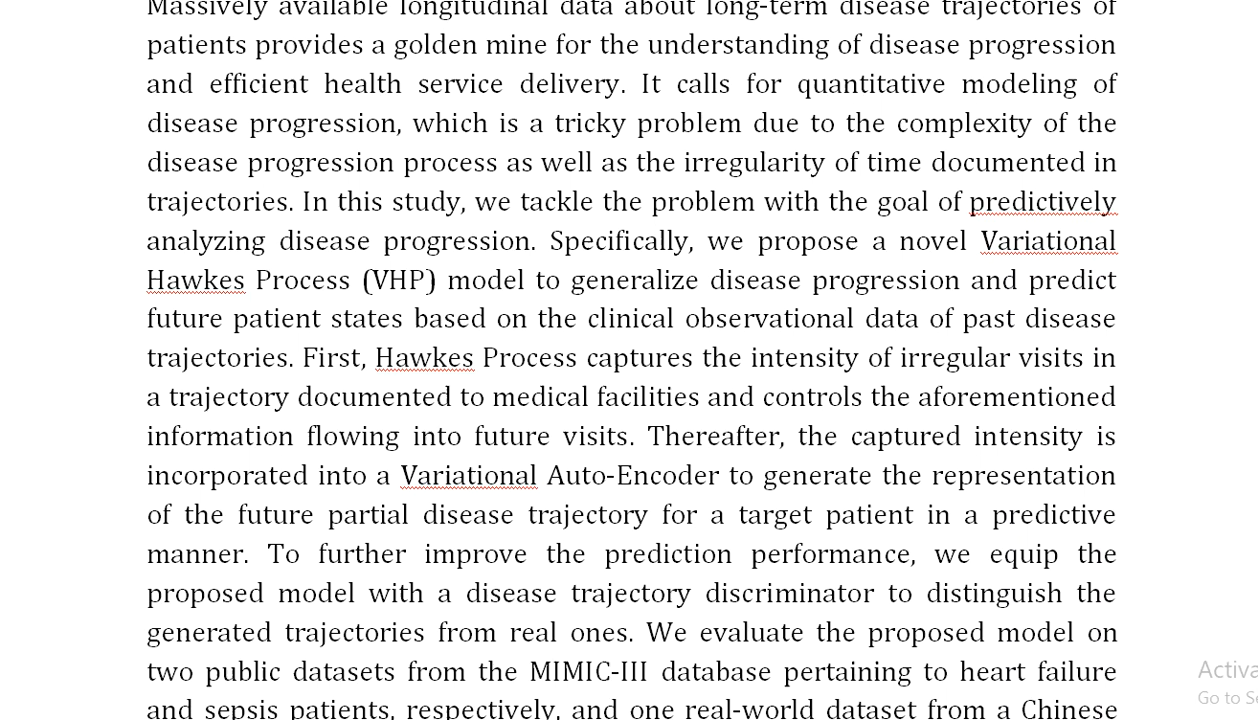 Massively available longitudinal data about long-term disease trajectories of
patients provides a golden mine for the understanding of disease progression
and efficient health service delivery. It calls for quantitative modeling of
disease progression, which is a tricky problem due to the complexity of the
disease progression process as well as the irregularity of time documented in
trajectories. In this study, we tackle the problem with the goal of predictively
analyzing disease progression. Specifically, we propose a novel Variational
Hawkes Process (VHP) model to generalize disease progression and predict
future patient states based on the clinical observational data of past disease
trajectories. First, Hawkes Process captures the intensity of irregular visits in
a trajectory documented to medical facilities and controls the aforementioned
information flowing into future visits. Thereafter, the captured intensity is
incorporated into a Variational Auto-Encoder to generate the representation
of the future partial disease trajectory for a target patient in a predictive
manner. To further improve the prediction performance, we equip the
proposed model with a disease trajectory discriminator to distinguish the
generated trajectories from real ones. We evaluate the proposed model on
two public datasets from the MIMIC-III database pertaining to heart failure
and sepsis patients, respectively, and one real-world dataset from a Chinese
Activa
Go to Se